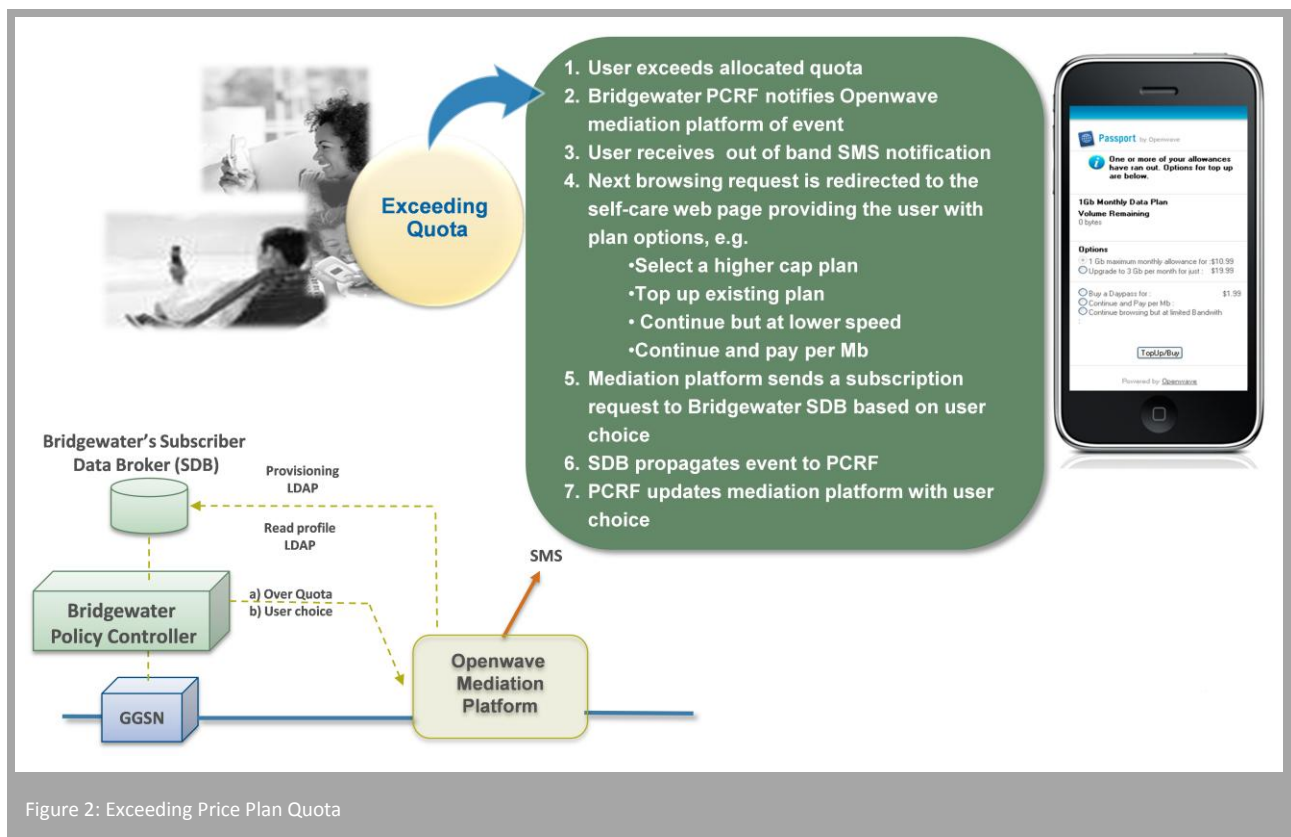 Exceeding
Quota
1. User exceeds allocated quota
2. Bridgewater PCRF notifies Openwave
mediation platform of event
3. User receives out of band SMS notification
4. Next browsing request is redirected to the
self-care web page providing the user with
plan options, e.g.
•Select a higher cap plan
•Top up existing plan
• Continue but at lower speed
•Continue and pay per Mb
5. Mediation platform sends a subscription
request to Bridgewater SDB based on user
choice
6. SDB propagates event to PCRF
7. PCRF updates mediation platform with user
choice
Passport by Openwave
One or more of your allowances
have ran out. Options for top up
are below.
1Gb Monthly Data Plan
Volume Remaining
0 bytes
Options
1 Gb maximum monthly allowance for :$10.99
Upgrade to 3 Gb per month for just : $19.99
Buy a Daypass for : $1.99
Continue and Pay per Mb :
Continue browsing but at limited Bandwith
TopUp/Buy
Powered by Openwave
Bridgewater's Subscriber
Data Broker (SDB)
Provisioning
LDAP
Read profile
LDAP
SMS
a) Over Quota
b) User choice
Bridgewater
Policy Controller
Openwave
Mediation
Platform
GGSN
Figure 2: Exceeding Price Plan Quota